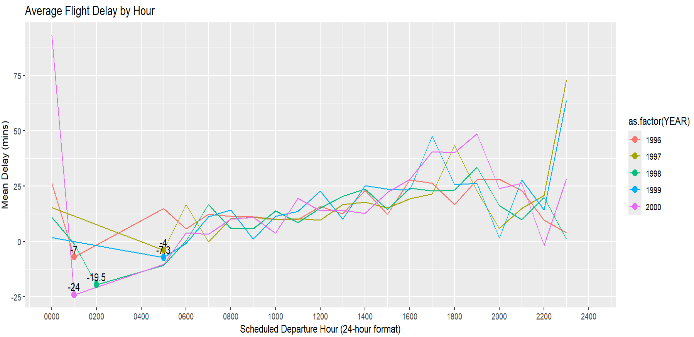 Average Flight Delay by Hour
Mean Delay (mins)
75
50
25
0
-25
-7
-24
-19.5
-4
0000 0200 0400 0600 0800 1000 1200 1400 1600 1800 2000 2200 2400
Scheduled Departure Hour (24-hour format)
as.factor(YEAR)
1996
1997
1998
1999
2000